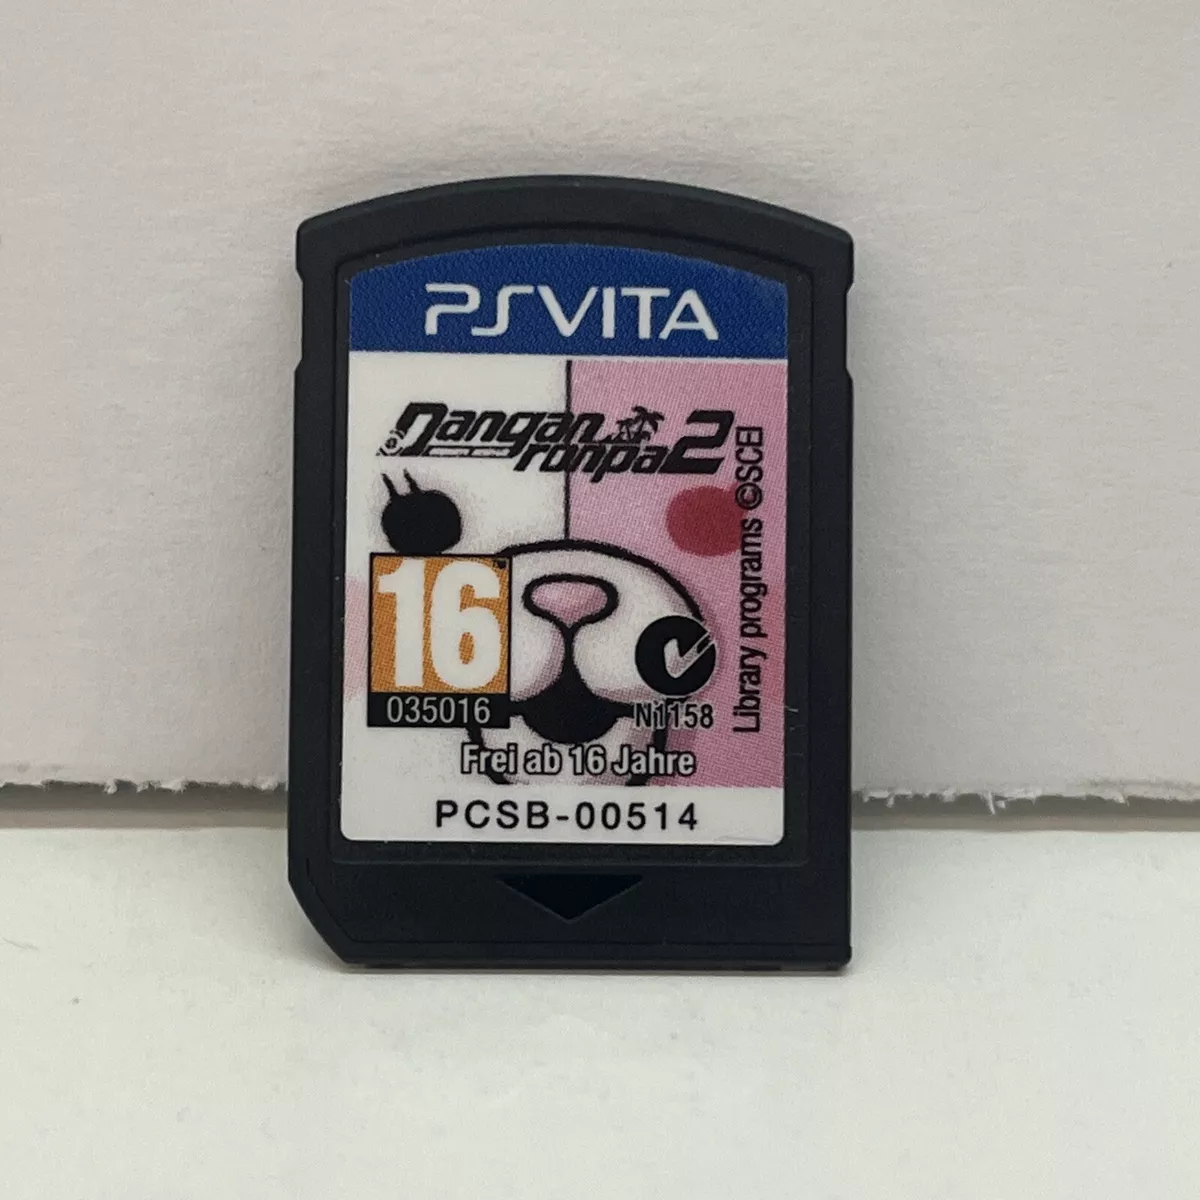 PSVITA
Dangan
ronpa 2
Library programs ©SCEI
16
035016
N1158
Frei ab 16 Jahre
PCSB-00514